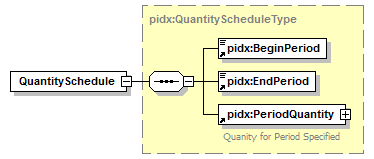 pidx:QuantityScheduleType
pidx:BeginPeriod
QuantitySchedule
pidx:EndPeriod
pidx:PeriodQuantity
Quanity for Period Specified